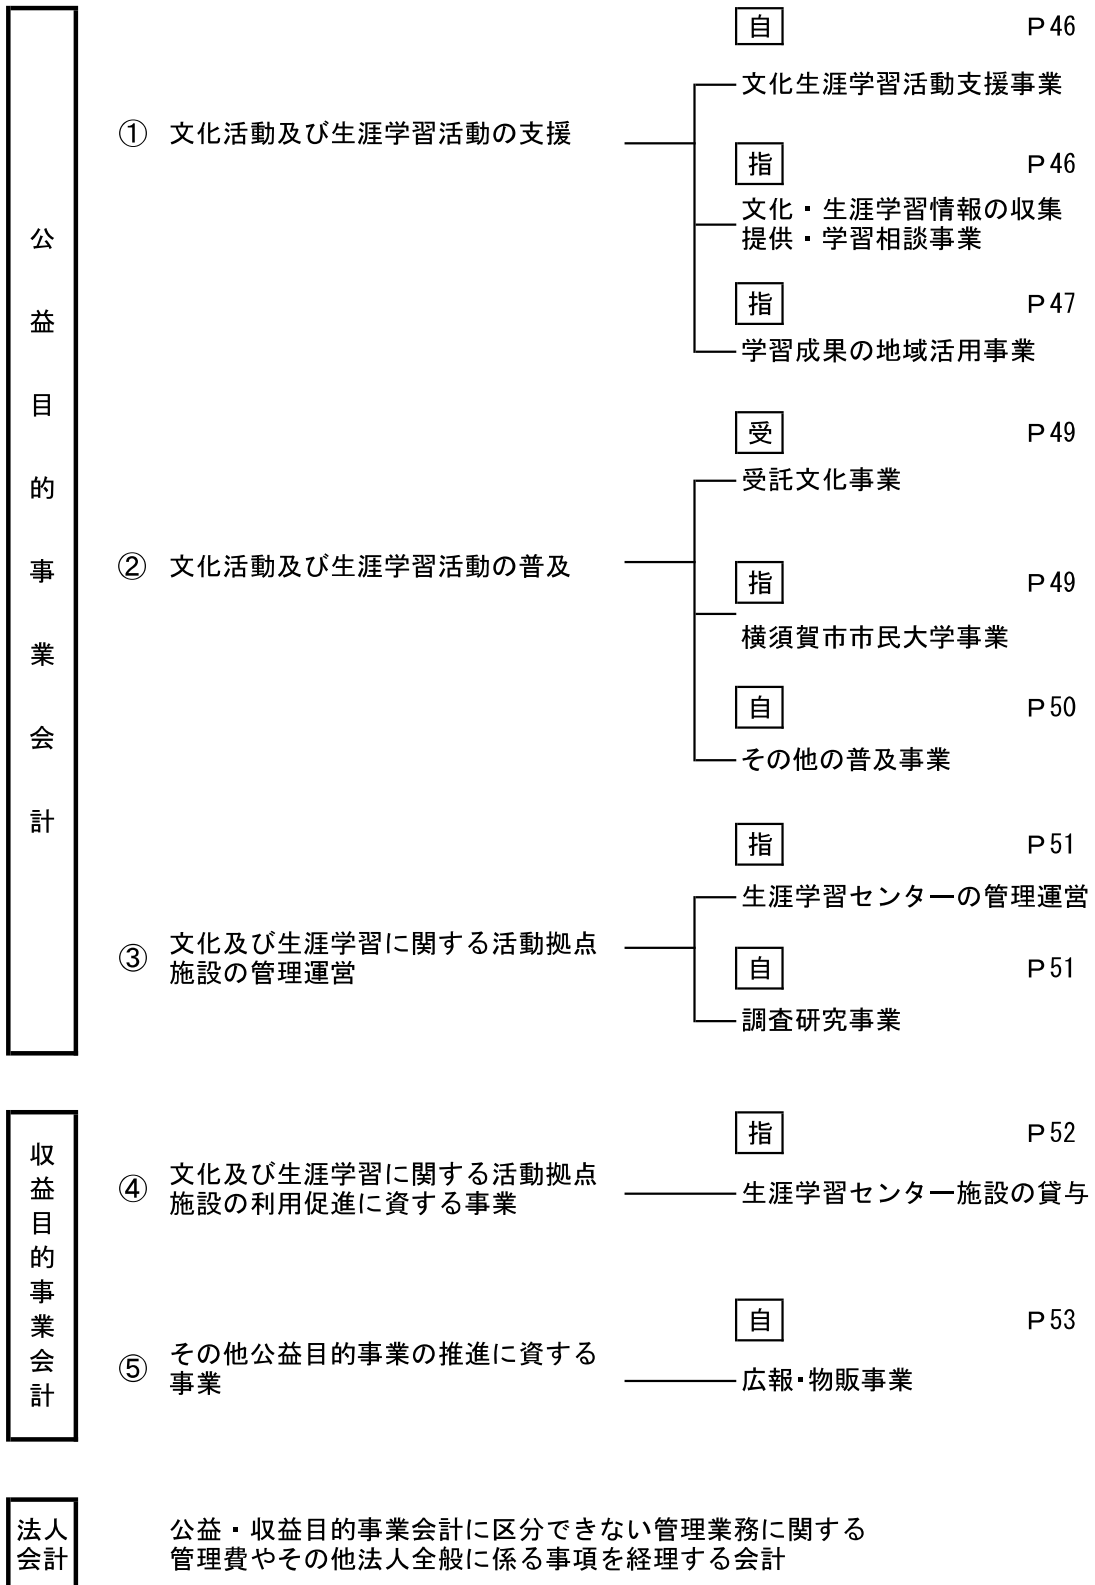 公益目的事業会計
① 文化活動及び生涯学習活動の支援
自 P46
文化生涯学習活動支援事業
指 P46
文化・生涯学習情報の収集
提供・学習相談事業
指 P47
学習成果の地域活用事業
② 文化活動及び生涯学習活動の普及
受 P49
受託文化事業
指 P49
横須賀市市民大学事業
自 P50
その他の普及事業
③ 文化及び生涯学習に関する活動拠点
施設の管理運営
指 P51
生涯学習センターの管理運営
自 P51
調査研究事業
収益目的事業会計
④ 文化及び生涯学習に関する活動拠点
施設の利用促進に資する事業
指 P52
生涯学習センター施設の貸与
⑤ その他公益目的事業の推進に資する
事業
自 P53
広報・物販事業
法人
会計
公益・収益目的事業会計に区分できない管理業務に関する
管理費やその他法人全般に係る事項を経理する会計